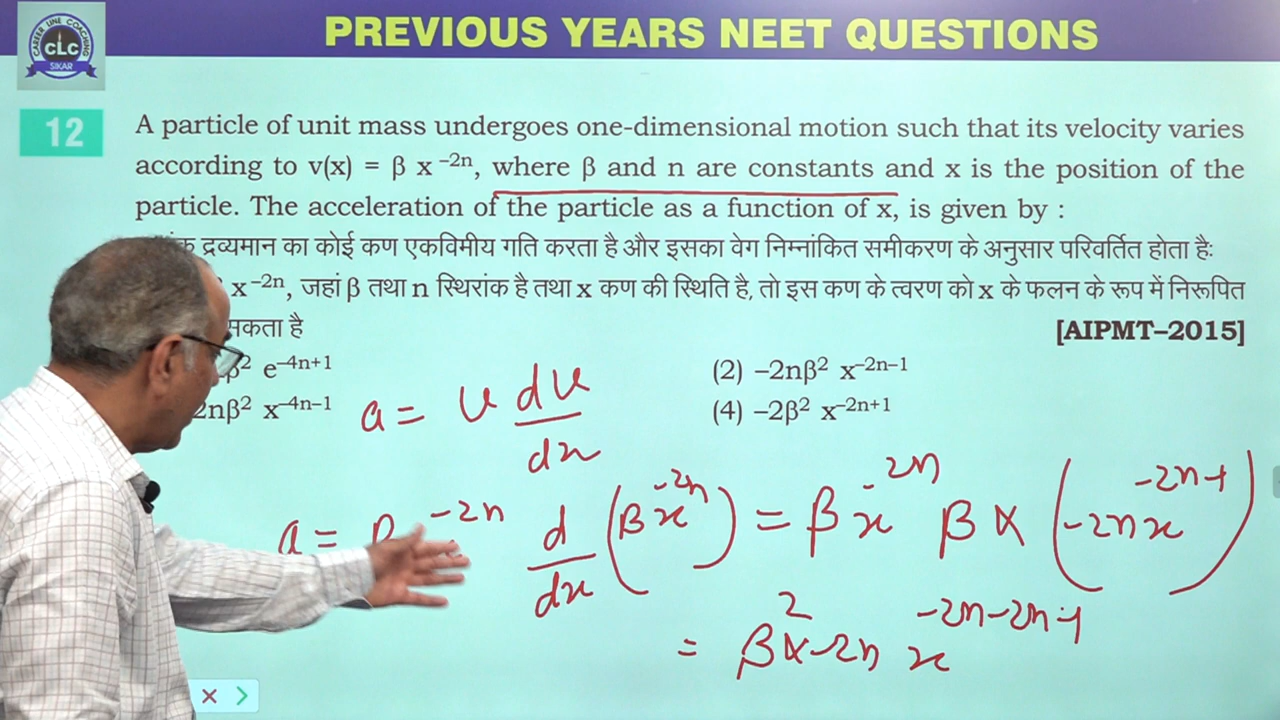 CAREER LINE COACHING
CLC
SIKAR
PREVIOUS YEARS NEET QUESTIONS
12
A particle of unit mass undergoes one-dimensional motion such that its velocity varies
according to v(x) = β x⁻²ⁿ, where β and n are constants and x is the position of the
particle. The acceleration of the particle as a function of x, is given by :
द्रव्यमान का कोई कण एकविमीय गति करता है और इसका वेग निम्नांकित समीकरण के अनुसार परिवर्तित होता हैः
x⁻²ⁿ, जहां β तथा n स्थिरांक है तथा x कण की स्थिति है, तो इस कण के त्वरण को x के फलन के रूप में निरूपित
सकता है [AIPMT–2015]
β² e⁻⁴ⁿ⁺¹ (2) –2nβ² x⁻²ⁿ⁻¹
2nβ² x⁻⁴ⁿ⁻¹ (4) –2β² x⁻²ⁿ⁺¹
a = v dv/dx
a = β ⁻²ⁿ d/dx (βx⁻²ⁿ) = βx⁻²ⁿ β × (-2nx⁻²ⁿ⁻¹)
= β² × -2n x⁻²ⁿ⁻²ⁿ⁻¹